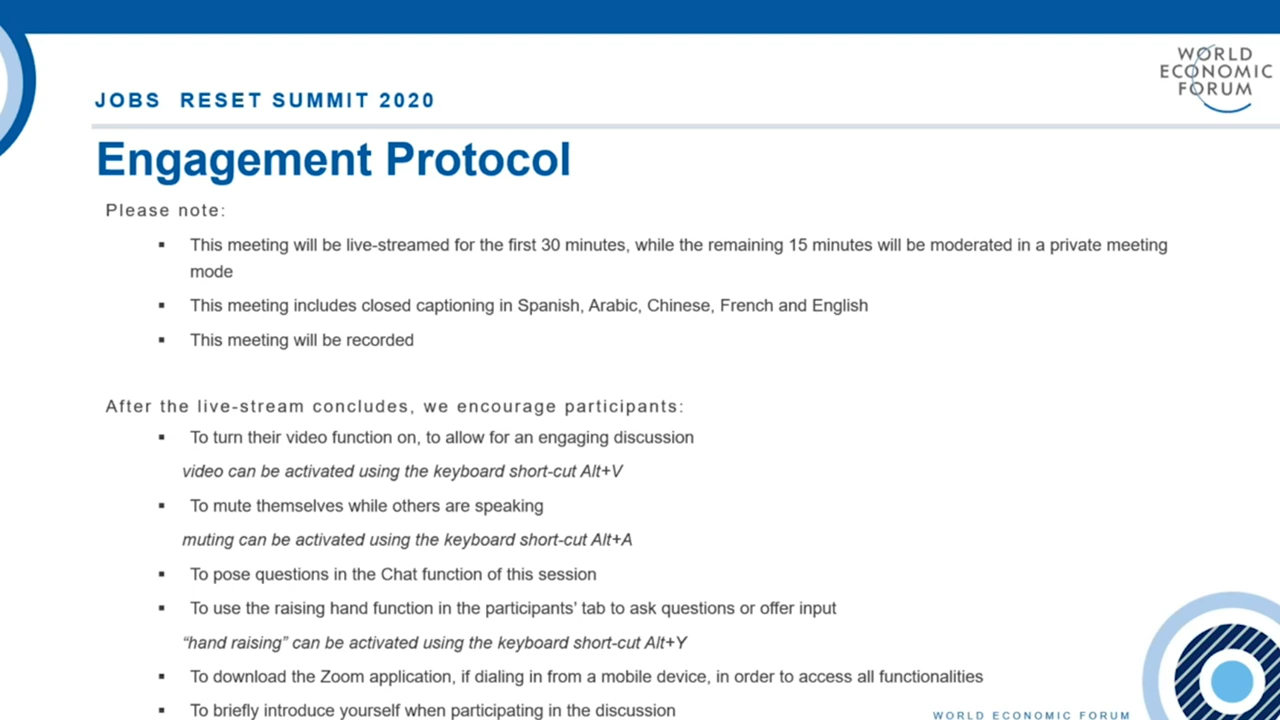 WORLD
ECONOMIC
FORUM
JOBS RESET SUMMIT 2020
Engagement Protocol
Please note:
▪ This meeting will be live-streamed for the first 30 minutes, while the remaining 15 minutes will be moderated in a private meeting
mode
▪ This meeting includes closed captioning in Spanish, Arabic, Chinese, French and English
▪ This meeting will be recorded
After the live-stream concludes, we encourage participants:
▪ To turn their video function on, to allow for an engaging discussion
video can be activated using the keyboard short-cut Alt+V
▪ To mute themselves while others are speaking
muting can be activated using the keyboard short-cut Alt+A
▪ To pose questions in the Chat function of this session
▪ To use the raising hand function in the participants’ tab to ask questions or offer input
“hand raising” can be activated using the keyboard short-cut Alt+Y
▪ To download the Zoom application, if dialing in from a mobile device, in order to access all functionalities
▪ To briefly introduce yourself when participating in the discussion
WORLD ECONOMIC FORUM